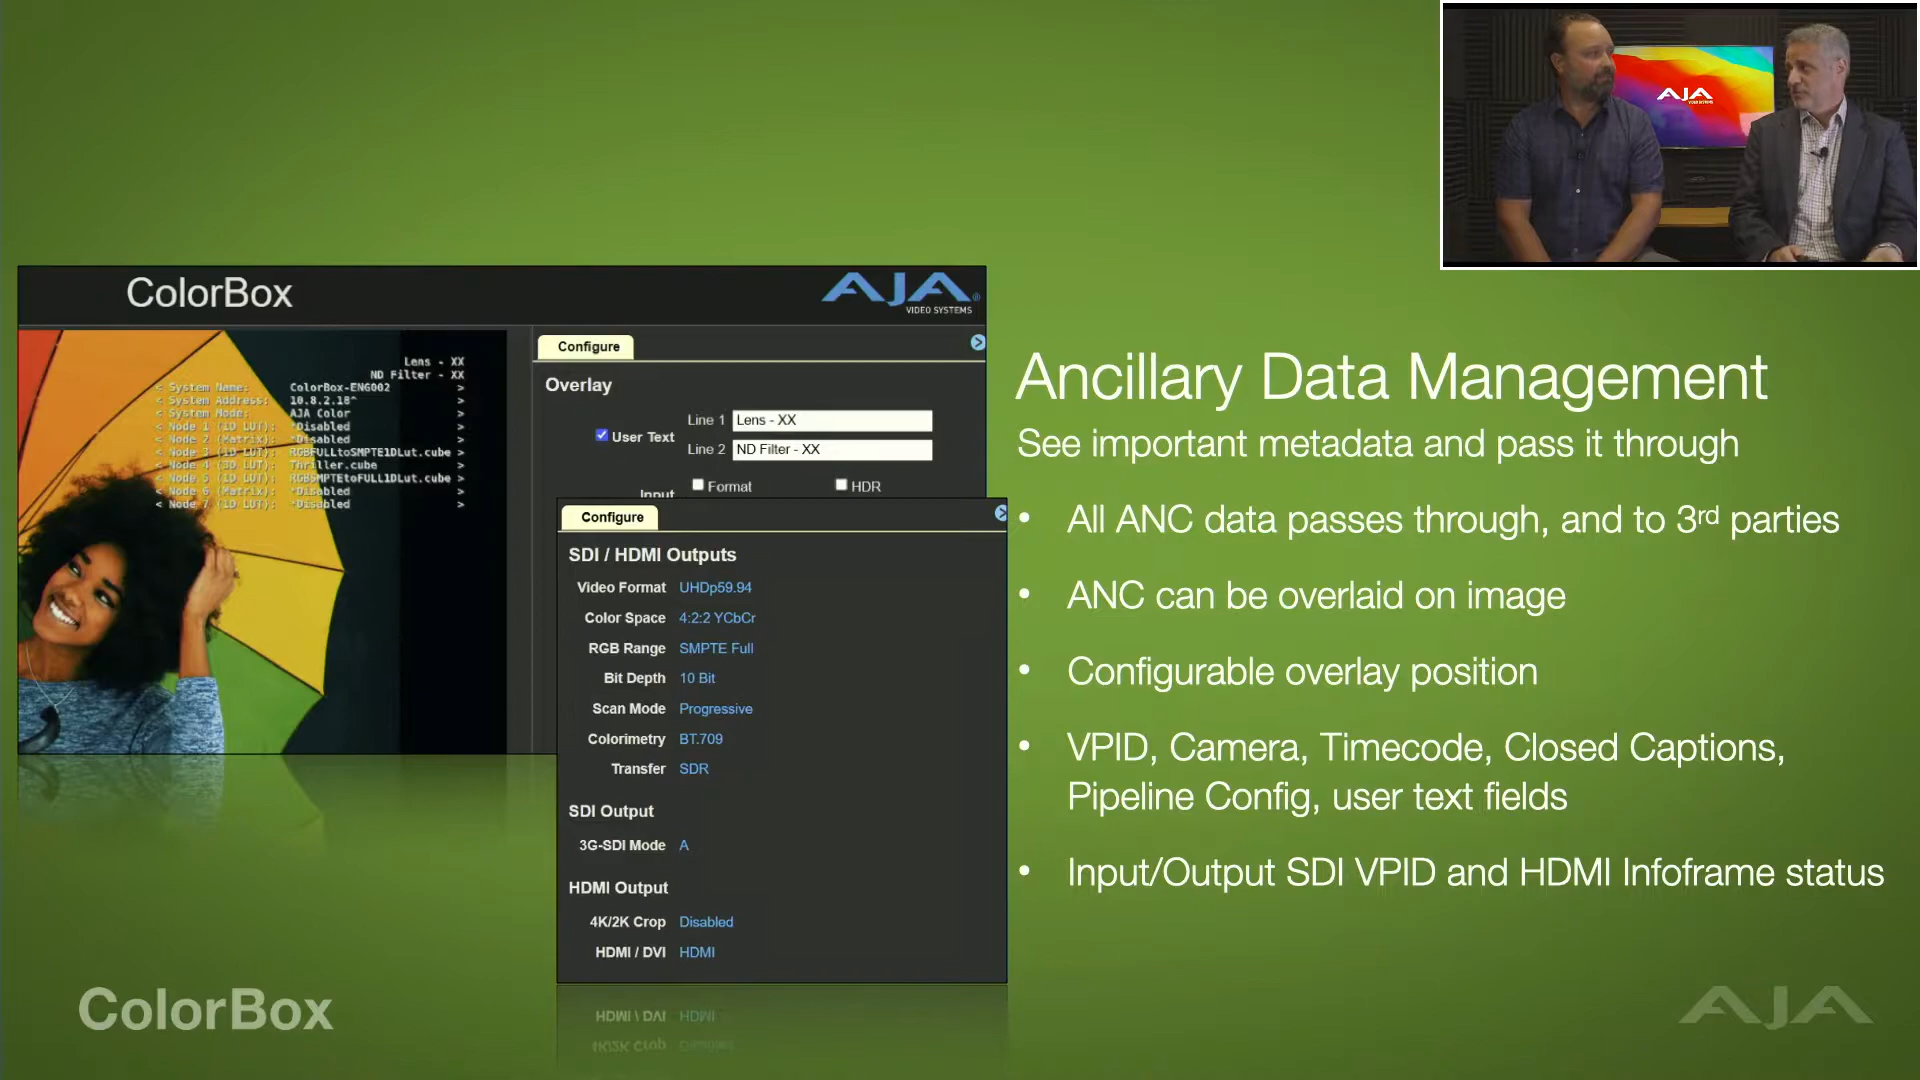 AJA
VIDEO SYSTEMS
ColorBox
AJA®
VIDEO SYSTEMS
Lens - XX
ND Filter - XX
< System Name: ColorBox-ENG002 >
< System Address: 10.8.2.18^ >
< System Mode: AJA Color >
< Node 1 (1D LUT): *Disabled >
< Node 2 (Matrix): *Disabled >
< Node 3 (1D LUT): RGBFULLtoSMPTE1DLut.cube >
< Node 4 (3D LUT): Thriller.cube >
< Node 5 (1D LUT): RGBSMPTEtoFULL1DLut.cube >
< Node 6 (Matrix): *Disabled >
< Node 7 (1D LUT): *Disabled >
Configure
Overlay
User Text
Line 1 Lens - XX
Line 2 ND Filter - XX
Input Format HDR
Configure
SDI / HDMI Outputs
Video Format UHDp59.94
Color Space 4:2:2 YCbCr
RGB Range SMPTE Full
Bit Depth 10 Bit
Scan Mode Progressive
Colorimetry BT.709
Transfer SDR
SDI Output
3G-SDI Mode A
HDMI Output
4K/2K Crop Disabled
HDMI / DVI HDMI
Ancillary Data Management
See important metadata and pass it through
• All ANC data passes through, and to 3rd parties
• ANC can be overlaid on image
• Configurable overlay position
• VPID, Camera, Timecode, Closed Captions,
Pipeline Config, user text fields
• Input/Output SDI VPID and HDMI Infoframe status
ColorBox
AJA